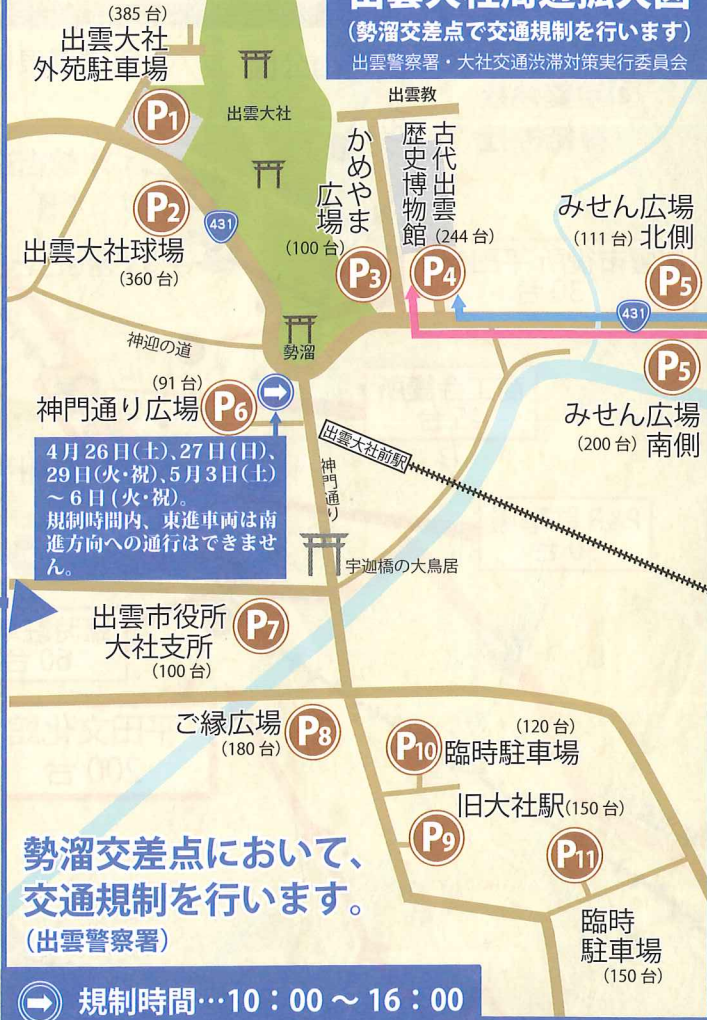 出雲大社周辺拡大図
(勢溜交差点で交通規制を行います)
出雲警察署・大社交通渋滞対策実行委員会
(385台)
出雲大社
外苑駐車場
P1
出雲大社
出雲教
かめやま
広場
(100台)
P3
古代出雲
歴史博物館
(244台)
P4
みせん広場
(111台) 北側
P5
P2
431
出雲大社球場
(360台)
431
神迎の道
勢溜
P5
みせん広場
(200台) 南側
(91台)
神門通り広場
P6
4月26日(土)、27日(日)、
29日(火・祝)、5月3日(土)
～6日(火・祝)。
規制時間内、東進車両は南
進方向への通行はできませ
ん。
出雲大社前駅
神門通り
宇迦橋の大鳥居
出雲市役所
大社支所
(100台)
P7
ご縁広場
(180台)
P8
(120台)
P10 臨時駐車場
旧大社駅(150台)
P9
P11
臨時
駐車場
(150台)
勢溜交差点において、
交通規制を行います。
(出雲警察署)
規制時間…10：00～16：00